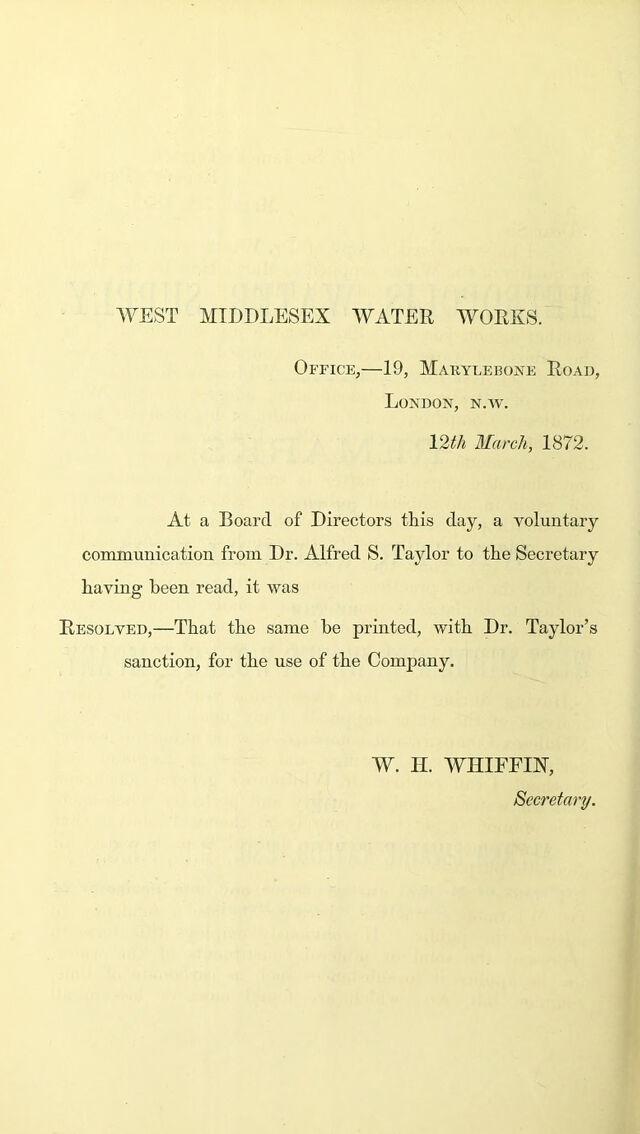 WEST MIDDLESEX WATER WORKS.
OFFICE,—19, MARYLEBONE ROAD,
LONDON, N.W.
12th March, 1872.
At a Board of Directors this day, a voluntary
communication from Dr. Alfred S. Taylor to the Secretary
having been read, it was
RESOLVED,—That the same be printed, with Dr. Taylor's
sanction, for the use of the Company.
W. H. WHIFFIN,
Secretary.